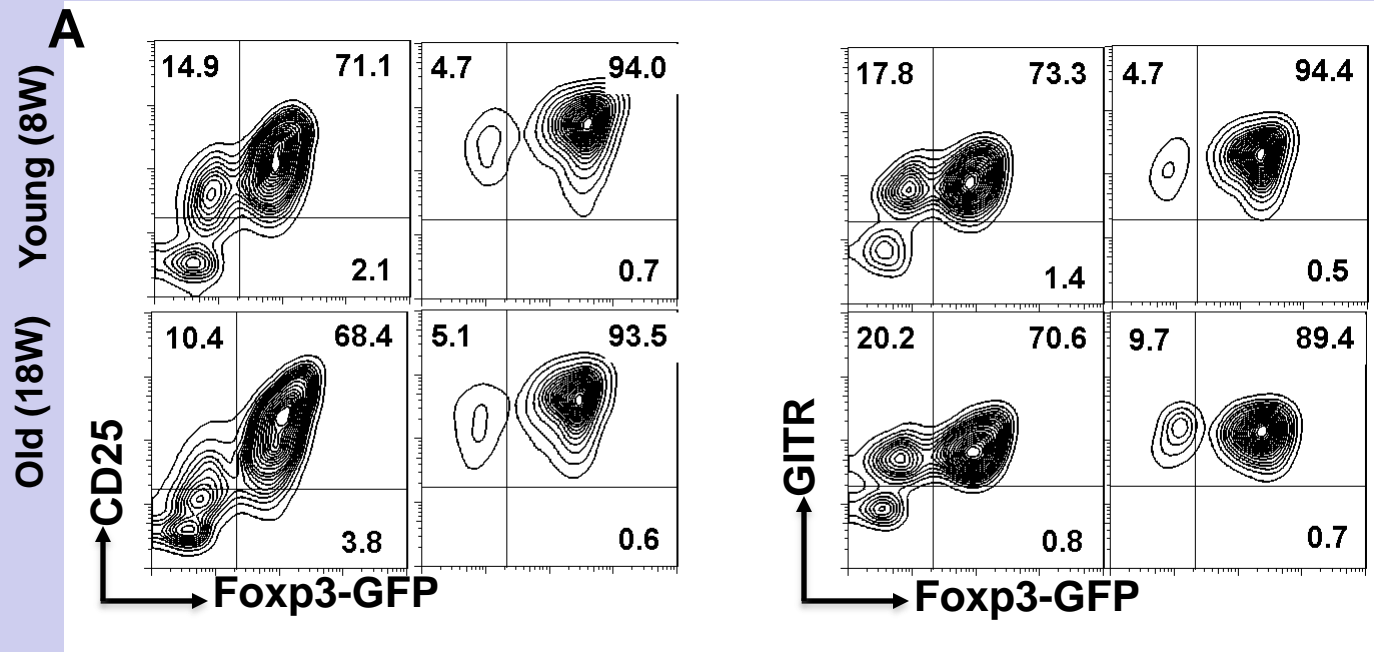 A
Young (8W)
14.9 71.1
2.1
4.7 94.0
0.7
17.8 73.3
1.4
4.7 94.4
0.5
Old (18W)
10.4 68.4
3.8
5.1 93.5
0.6
20.2 70.6
0.8
9.7 89.4
0.7
CD25
Foxp3-GFP
GITR
Foxp3-GFP